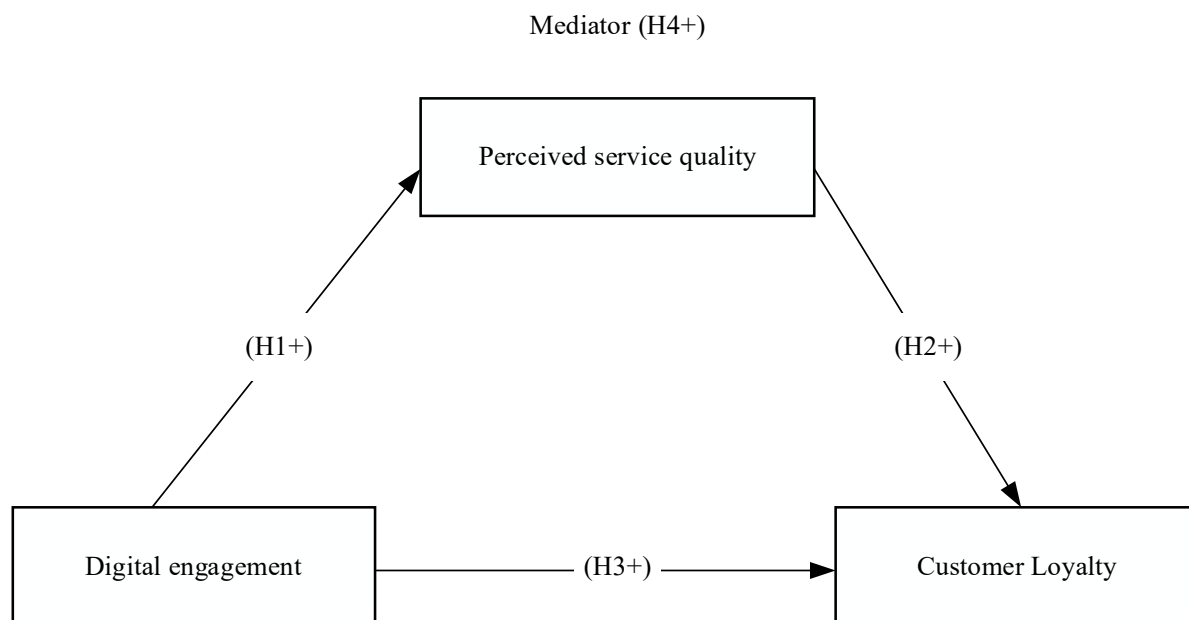 Mediator (H4+)
Perceived service quality
(H1+)
(H2+)
Digital engagement
(H3+)
Customer Loyalty